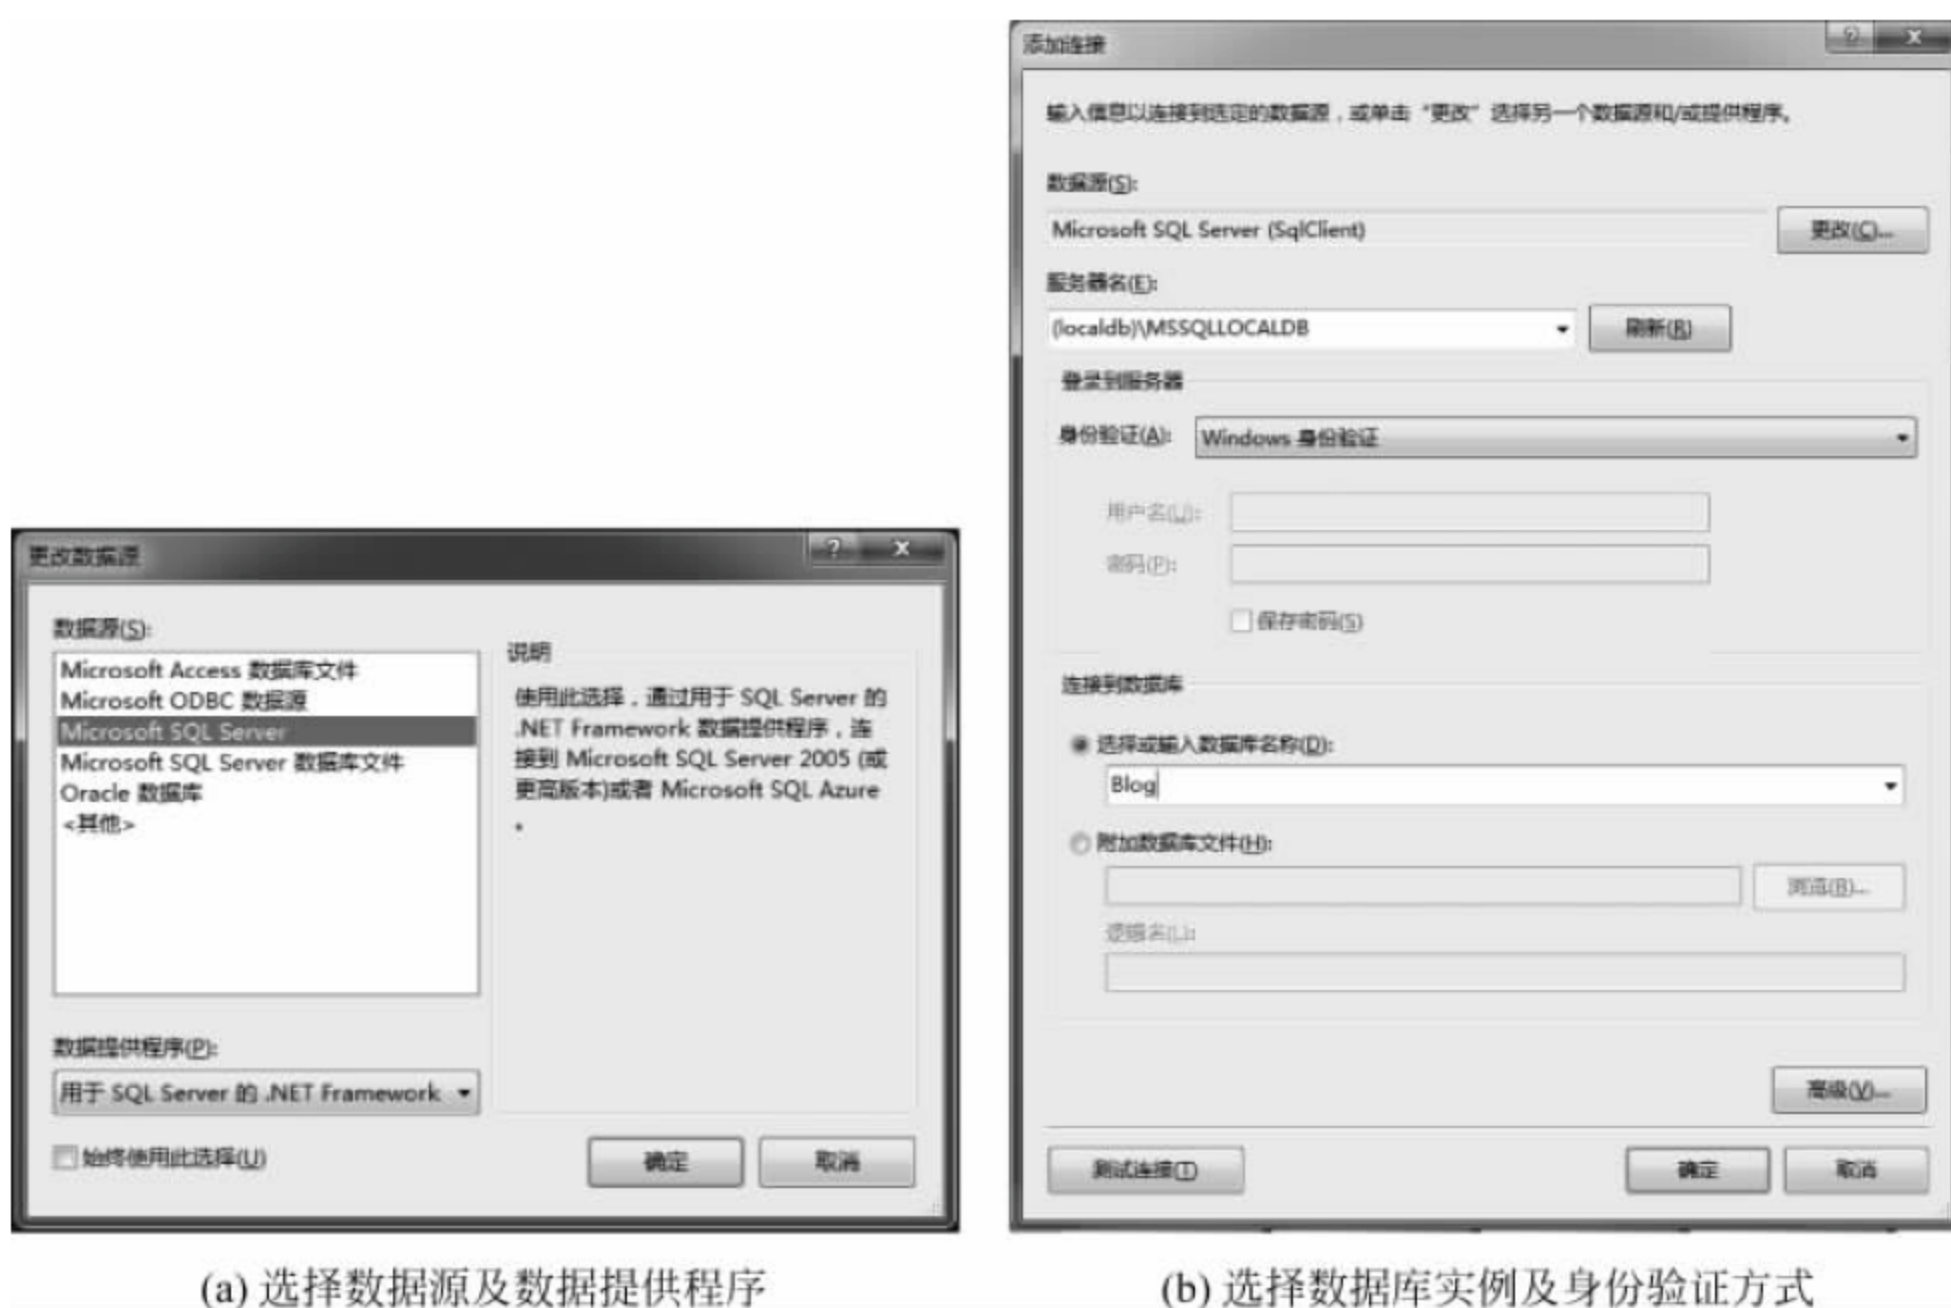 更改数据源
数据源(S):
Microsoft Access 数据库文件
Microsoft ODBC 数据源
Microsoft SQL Server
Microsoft SQL Server 数据库文件
Oracle 数据库
<其他>
说明
使用此选择，通过用于 SQL Server 的
.NET Framework 数据提供程序，连
接到 Microsoft SQL Server 2005 (或
更高版本)或者 Microsoft SQL Azure
。
数据提供程序(P):
用于 SQL Server 的 .NET Framework
始终使用此选择(U)
确定
取消
(a) 选择数据源及数据提供程序
添加连接
输入信息以连接到选定的数据源，或单击“更改”选择另一个数据源和/或提供程序。
数据源(S):
Microsoft SQL Server (SqlClient)
更改(C)...
服务器名(E):
(localdb)\MSSQLLOCALDB
刷新(R)
登录到服务器
身份验证(A):
Windows 身份验证
用户名(U):
密码(P):
保存密码(S)
连接到数据库
选择或输入数据库名称(D):
Blog
附加数据库文件(H):
浏览(B)...
逻辑名(L):
高级(V)...
测试连接(T)
确定
取消
(b) 选择数据库实例及身份验证方式